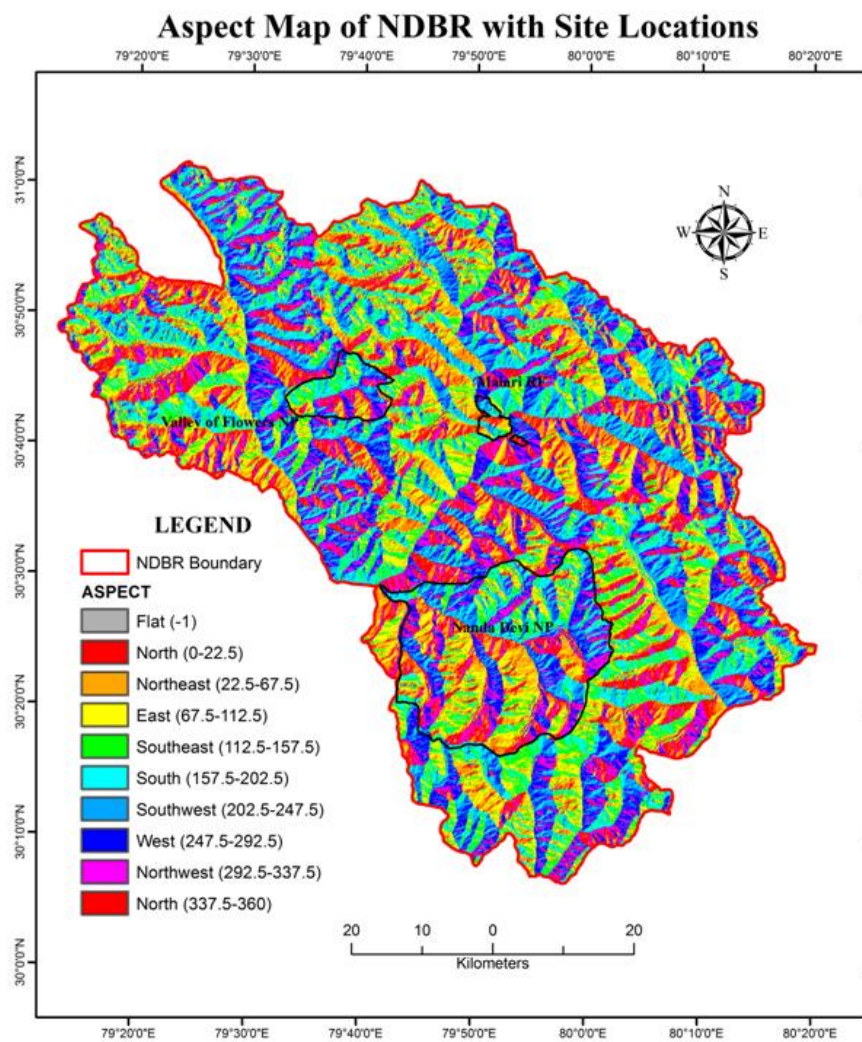 Aspect Map of NDBR with Site Locations
79°20'0"E 79°30'0"E 79°40'0"E 79°50'0"E 80°0'0"E 80°10'0"E 80°20'0"E
31°0'0"N
N
W E
S
30°50'0"N
Valley of Flowers NP
30°40'0"N
LEGEND
NDBR Boundary
30°30'0"N
ASPECT
Flat (-1)
North (0-22.5)
Nanda Devi NP
Northeast (22.5-67.5)
30°20'0"N
East (67.5-112.5)
Southeast (112.5-157.5)
South (157.5-202.5)
Southwest (202.5-247.5)
30°10'0"N
West (247.5-292.5)
Northwest (292.5-337.5)
North (337.5-360)
20 10 0 20
Kilometers
30°0'0"N
79°20'0"E 79°30'0"E 79°40'0"E 79°50'0"E 80°0'0"E 80°10'0"E 80°20'0"E